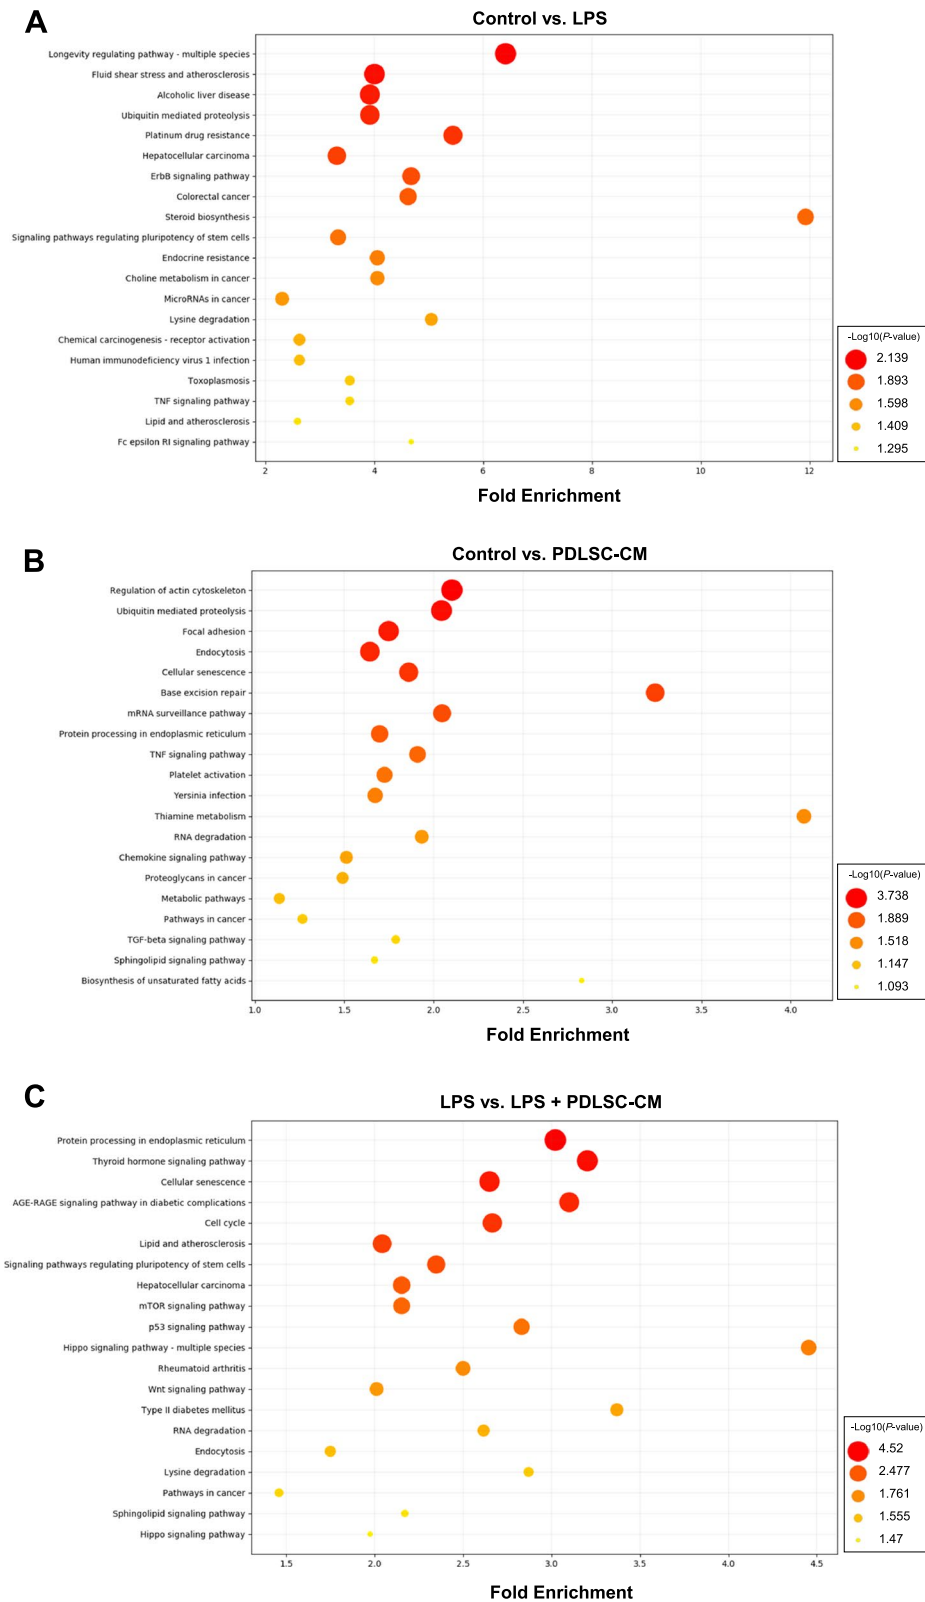 A
Control vs. LPS
Longevity regulating pathway - multiple species
Fluid shear stress and atherosclerosis
Alcoholic liver disease
Ubiquitin mediated proteolysis
Platinum drug resistance
Hepatocellular carcinoma
ErbB signaling pathway
Colorectal cancer
Steroid biosynthesis
Signaling pathways regulating pluripotency of stem cells
Endocrine resistance
Choline metabolism in cancer
MicroRNAs in cancer
Lysine degradation
Chemical carcinogenesis - receptor activation
Human immunodeficiency virus 1 infection
Toxoplasmosis
TNF signaling pathway
Lipid and atherosclerosis
Fc epsilon RI signaling pathway
-Log10(P-value)
2.139
1.893
1.598
1.409
1.295
2 4 6 8 10 12
Fold Enrichment
B
Control vs. PDLSC-CM
Regulation of actin cytoskeleton
Ubiquitin mediated proteolysis
Focal adhesion
Endocytosis
Cellular senescence
Base excision repair
mRNA surveillance pathway
Protein processing in endoplasmic reticulum
TNF signaling pathway
Platelet activation
Yersinia infection
Thiamine metabolism
RNA degradation
Chemokine signaling pathway
Proteoglycans in cancer
Metabolic pathways
Pathways in cancer
TGF-beta signaling pathway
Sphingolipid signaling pathway
Biosynthesis of unsaturated fatty acids
-Log10(P-value)
3.738
1.889
1.518
1.147
1.093
1.0 1.5 2.0 2.5 3.0 3.5 4.0
Fold Enrichment
C
LPS vs. LPS + PDLSC-CM
Protein processing in endoplasmic reticulum
Thyroid hormone signaling pathway
Cellular senescence
AGE-RAGE signaling pathway in diabetic complications
Cell cycle
Lipid and atherosclerosis
Signaling pathways regulating pluripotency of stem cells
Hepatocellular carcinoma
mTOR signaling pathway
p53 signaling pathway
Hippo signaling pathway - multiple species
Rheumatoid arthritis
Wnt signaling pathway
Type II diabetes mellitus
RNA degradation
Endocytosis
Lysine degradation
Pathways in cancer
Sphingolipid signaling pathway
Hippo signaling pathway
-Log10(P-value)
4.52
2.477
1.761
1.555
1.47
1.5 2.0 2.5 3.0 3.5 4.0 4.5
Fold Enrichment